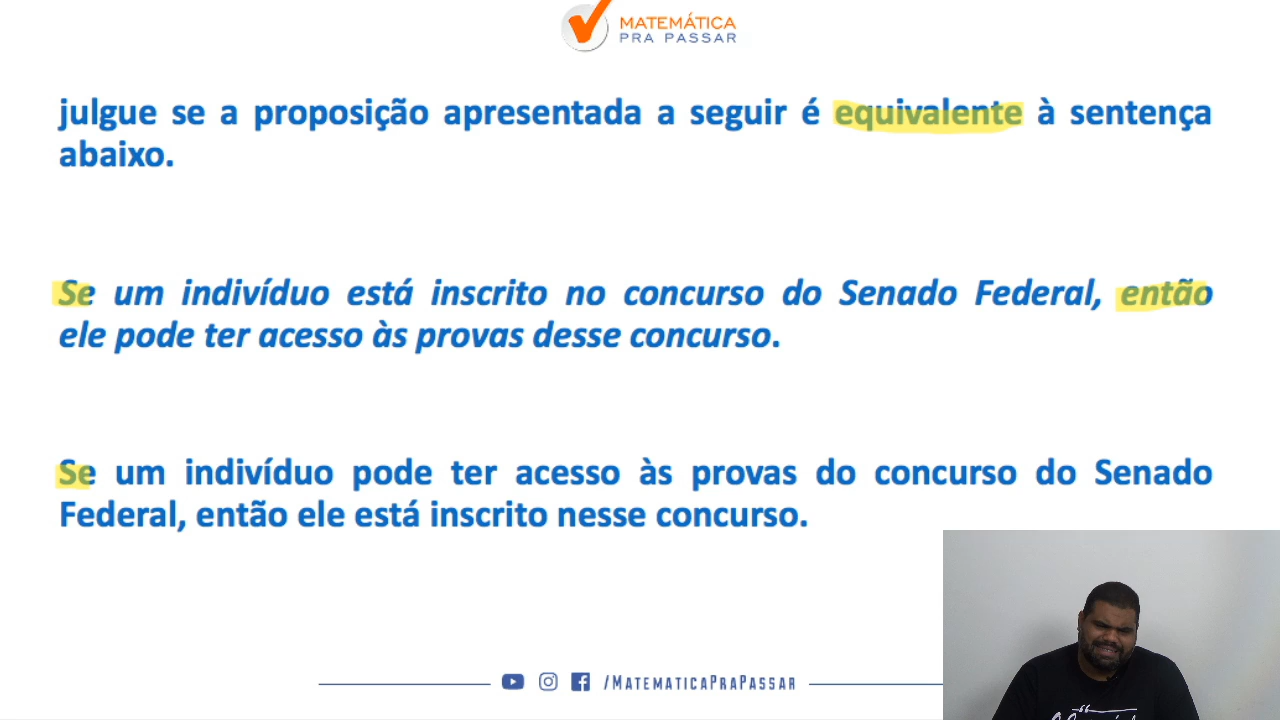 MATEMÁTICA
PRA PASSAR
julgue se a proposição apresentada a seguir é equivalente à sentença
abaixo.
Se um indivíduo está inscrito no concurso do Senado Federal, então
ele pode ter acesso às provas desse concurso.
Se um indivíduo pode ter acesso às provas do concurso do Senado
Federal, então ele está inscrito nesse concurso.
/MATEMATICAPRAPASSAR